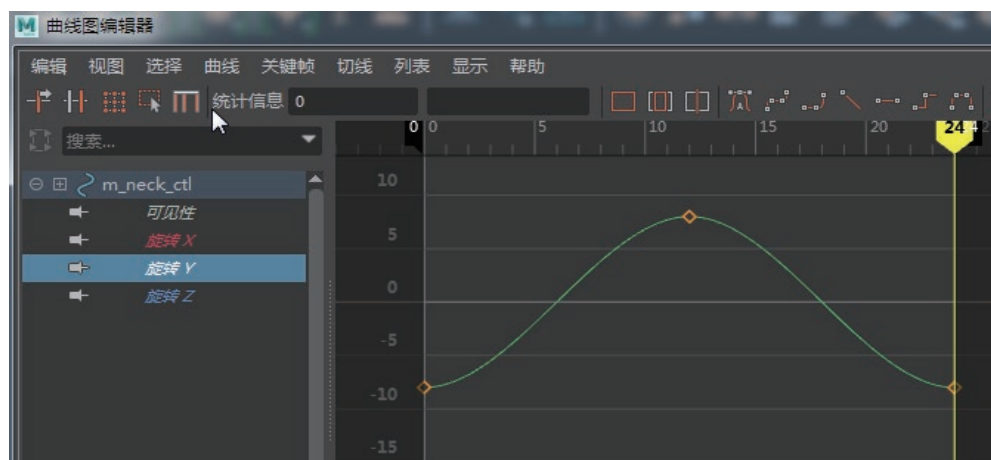 曲线图编辑器
编辑 视图 选择 曲线 关键帧 切线 列表 显示 帮助
统计信息 0
搜索...
0 0 5 10 15 20 24
m_neck_ctl
可见性
旋转 X
旋转 Y
旋转 Z
10
5
0
-5
-10
-15